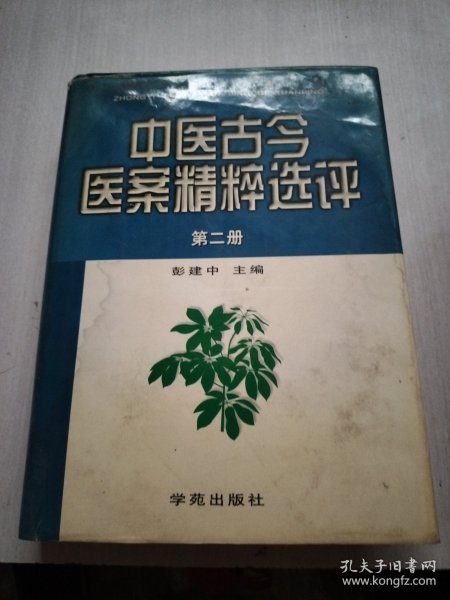 中医古今
医案精粹选评
第二册
彭建中 主编
学苑出版社
孔夫子旧书网
www.kongfz.com